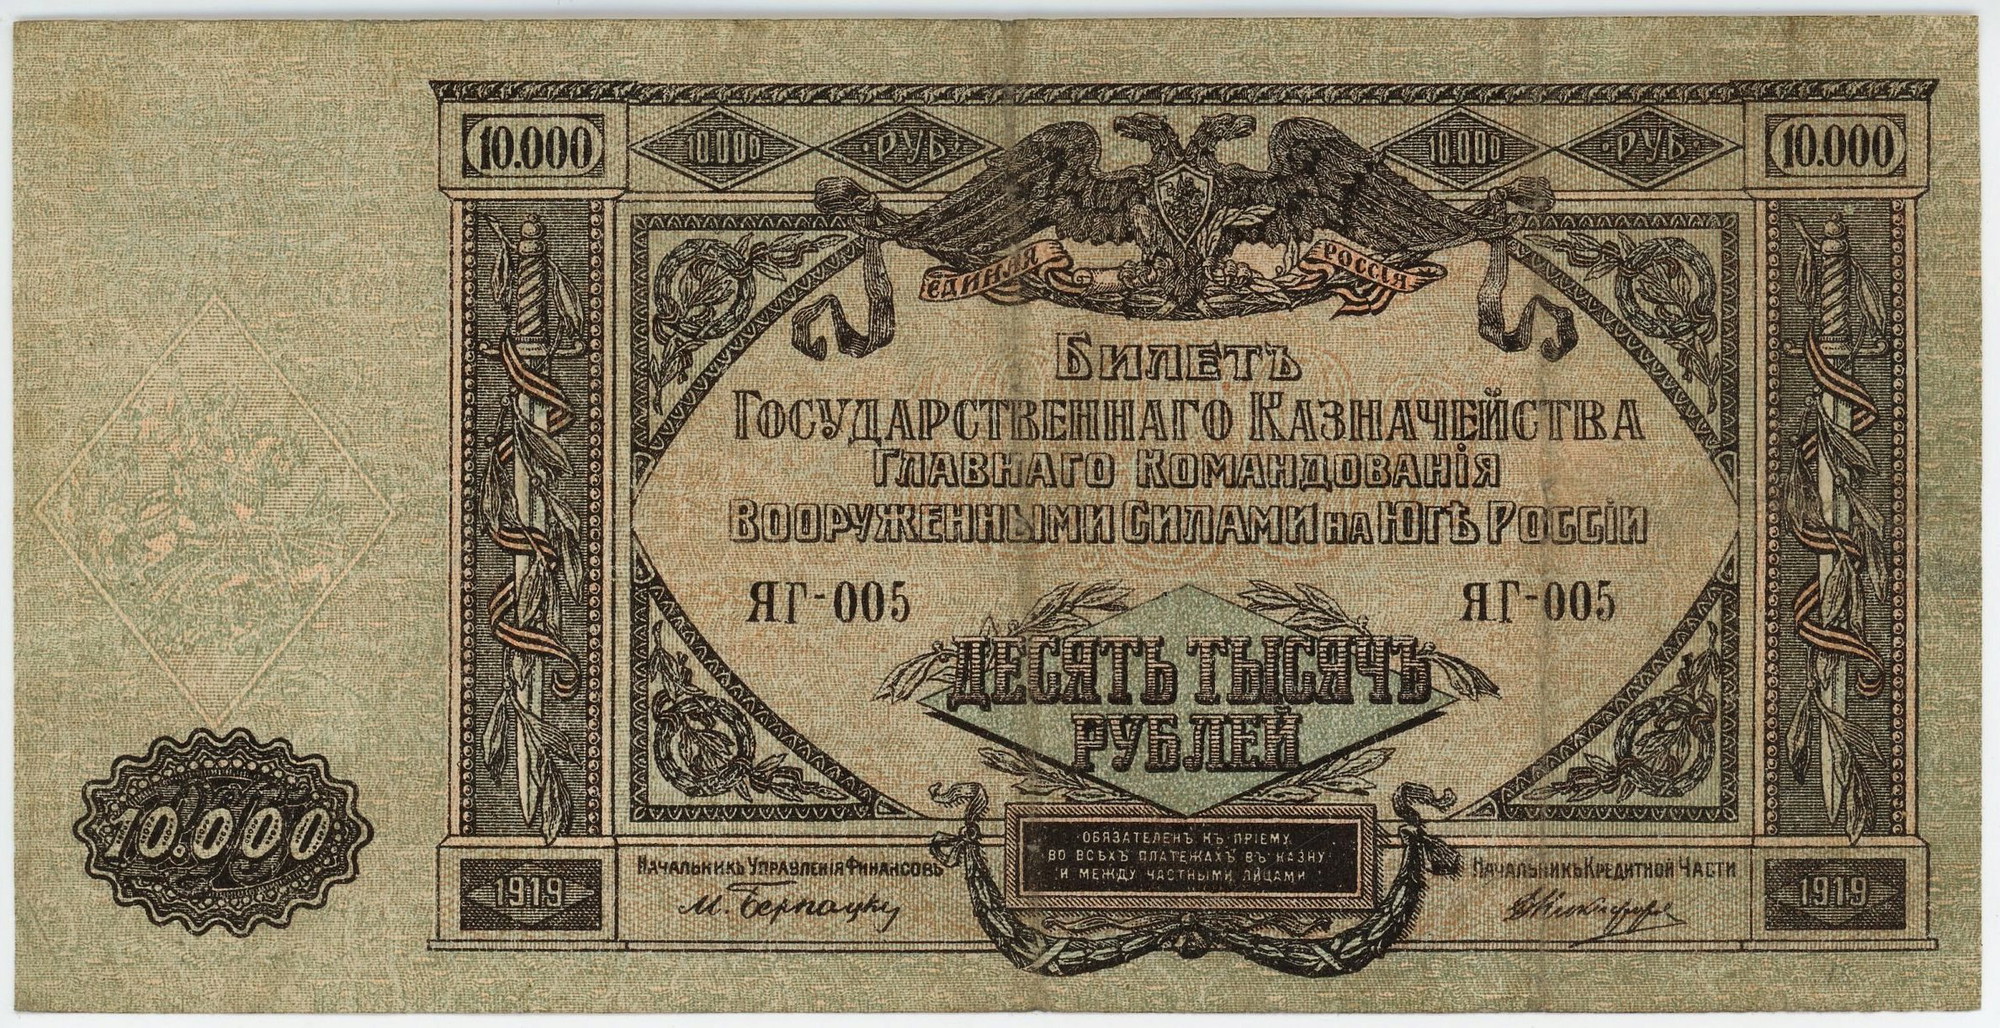 10.000 10.000 РУБ 10.000 РУБ 10.000
ЕДИНАЯ РОССІЯ
БИЛЕТЪ
ГОСУДАРСТВЕННАГО КАЗНАЧЕЙСТВА
ГЛАВНАГО КОМАНДОВАНІЯ
ВООРУЖЕННЫМИ СИЛАМИ НА ЮГѢ РОССІИ
ЯГ-005 ЯГ-005
ДЕСЯТЬ ТЫСЯЧЪ
РУБЛЕЙ
10.000
1919
НАЧАЛЬНИКЪ УПРАВЛЕНІЯ ФИНАНСОВЪ
ОБЯЗАТЕЛЕНЪ КЪ ПРІЕМУ
ВО ВСѢХЪ ПЛАТЕЖАХЪ ВЪ КАЗНУ
И МЕЖДУ ЧАСТНЫМИ ЛИЦАМИ
НАЧАЛЬНИКЪ КРЕДИТНОЙ ЧАСТИ
1919